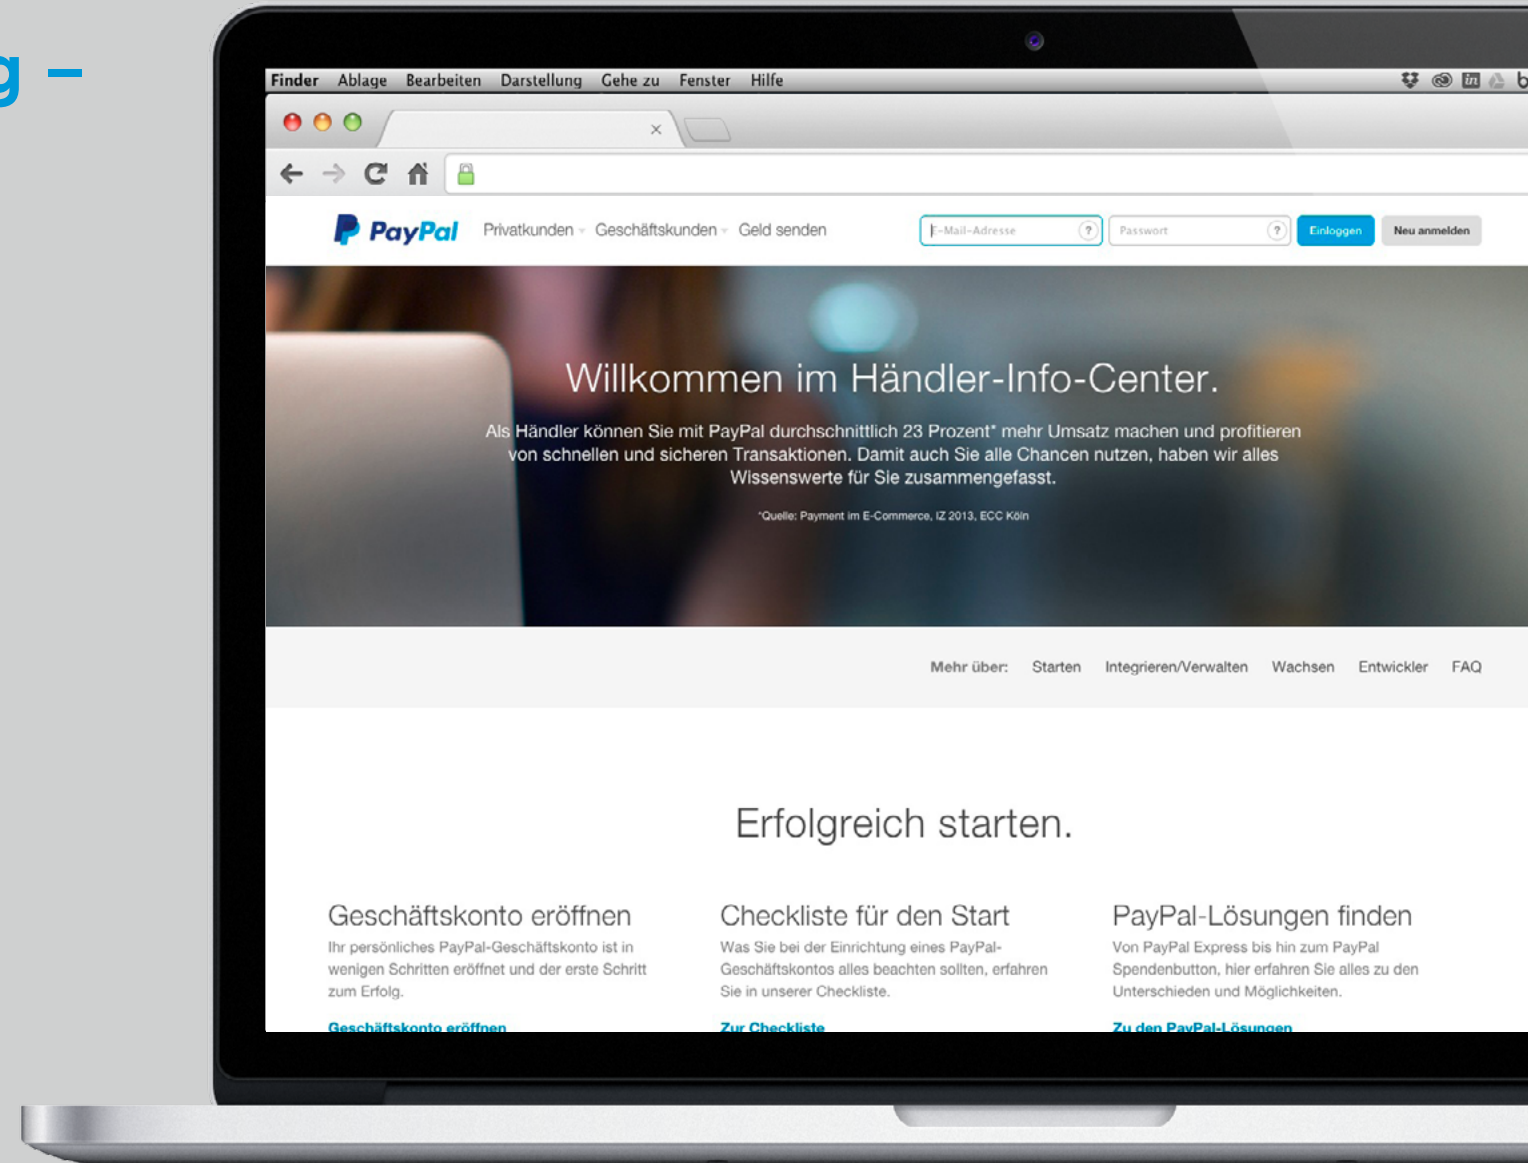 g –
Finder Ablage Bearbeiten Darstellung Gehe zu Fenster Hilfe
PayPal Privatkunden Geschäftskunden Geld senden E-Mail-Adresse ? Passwort ? Einloggen Neu anmelden
Willkommen im Händler-Info-Center.
Als Händler können Sie mit PayPal durchschnittlich 23 Prozent* mehr Umsatz machen und profitieren
von schnellen und sicheren Transaktionen. Damit auch Sie alle Chancen nutzen, haben wir alles
Wissenswerte für Sie zusammengefasst.
*Quelle: Payment im E-Commerce, IZ 2013, ECC Köln
Mehr über: Starten Integrieren/Verwalten Wachsen Entwickler FAQ
Erfolgreich starten.
Geschäftskonto eröffnen
Ihr persönliches PayPal-Geschäftskonto ist in
wenigen Schritten eröffnet und der erste Schritt
zum Erfolg.
Geschäftskonto eröffnen
Checkliste für den Start
Was Sie bei der Einrichtung eines PayPal-
Geschäftskontos alles beachten sollten, erfahren
Sie in unserer Checkliste.
Zur Checkliste
PayPal-Lösungen finden
Von PayPal Express bis hin zum PayPal
Spendenbutton, hier erfahren Sie alles zu den
Unterschieden und Möglichkeiten.
Zu den PayPal-Lösungen